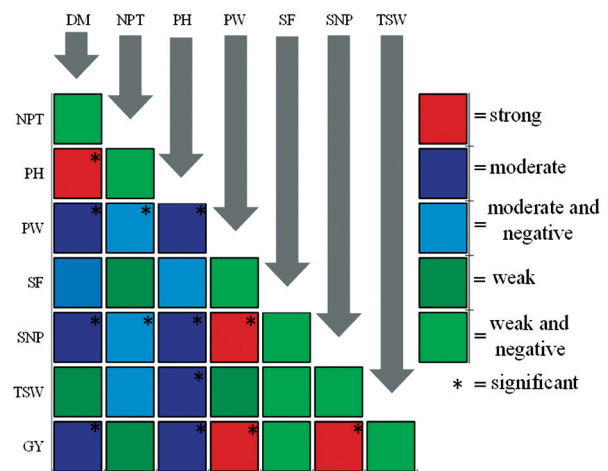 DM NPT PH PW SF SNP TSW
NPT
= strong
PH *
= moderate
PW * * *
= moderate and
negative
SF
= weak
SNP * * * *
= weak and
negative
TSW *
* = significant
GY * * * *